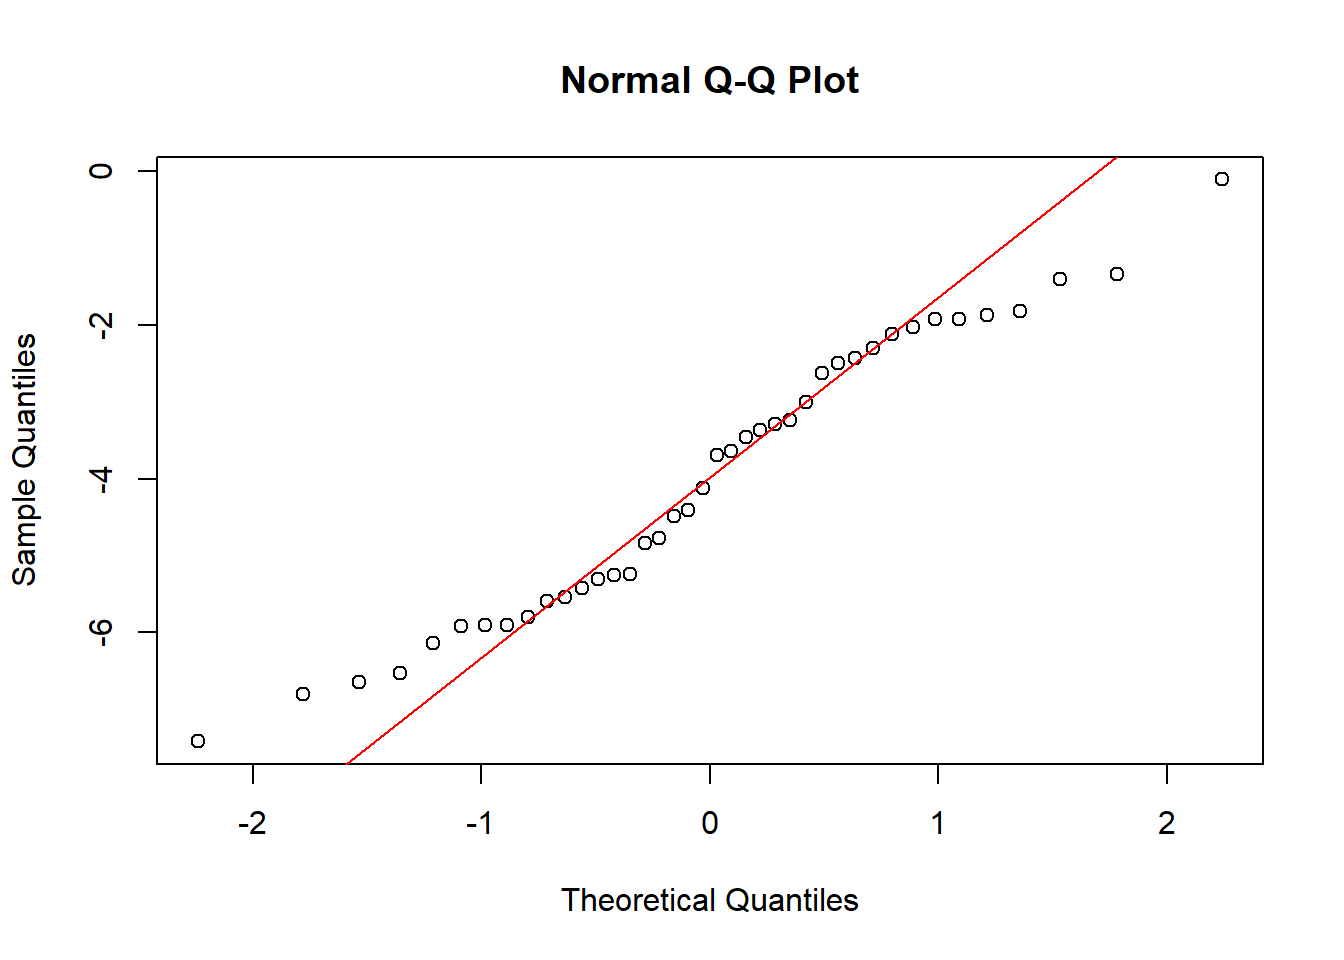 Normal Q-Q Plot
Sample Quantiles
0
-2
-4
-6
-2 -1 0 1 2
Theoretical Quantiles